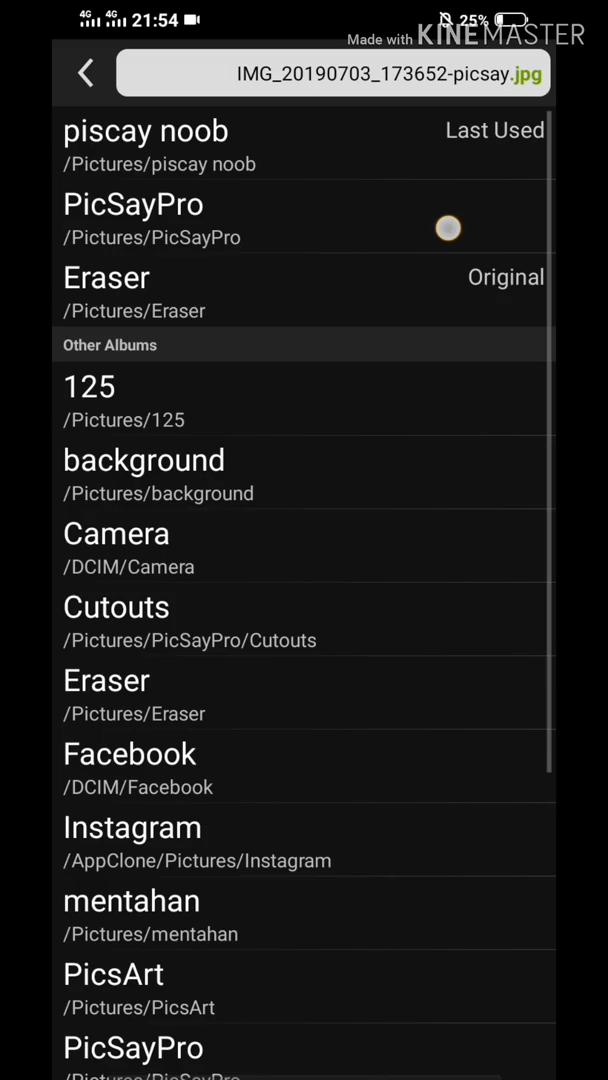 4G 4G 21:54 25%
Made with KINEMASTER
IMG_20190703_173652-picsay.jpg
piscay noob Last Used
/Pictures/piscay noob
PicSayPro
/Pictures/PicSayPro
Eraser Original
/Pictures/Eraser
Other Albums
125
/Pictures/125
background
/Pictures/background
Camera
/DCIM/Camera
Cutouts
/Pictures/PicSayPro/Cutouts
Eraser
/Pictures/Eraser
Facebook
/DCIM/Facebook
Instagram
/AppClone/Pictures/Instagram
mentahan
/Pictures/mentahan
PicsArt
/Pictures/PicsArt
PicSayPro
/Pictures/PicSayPro